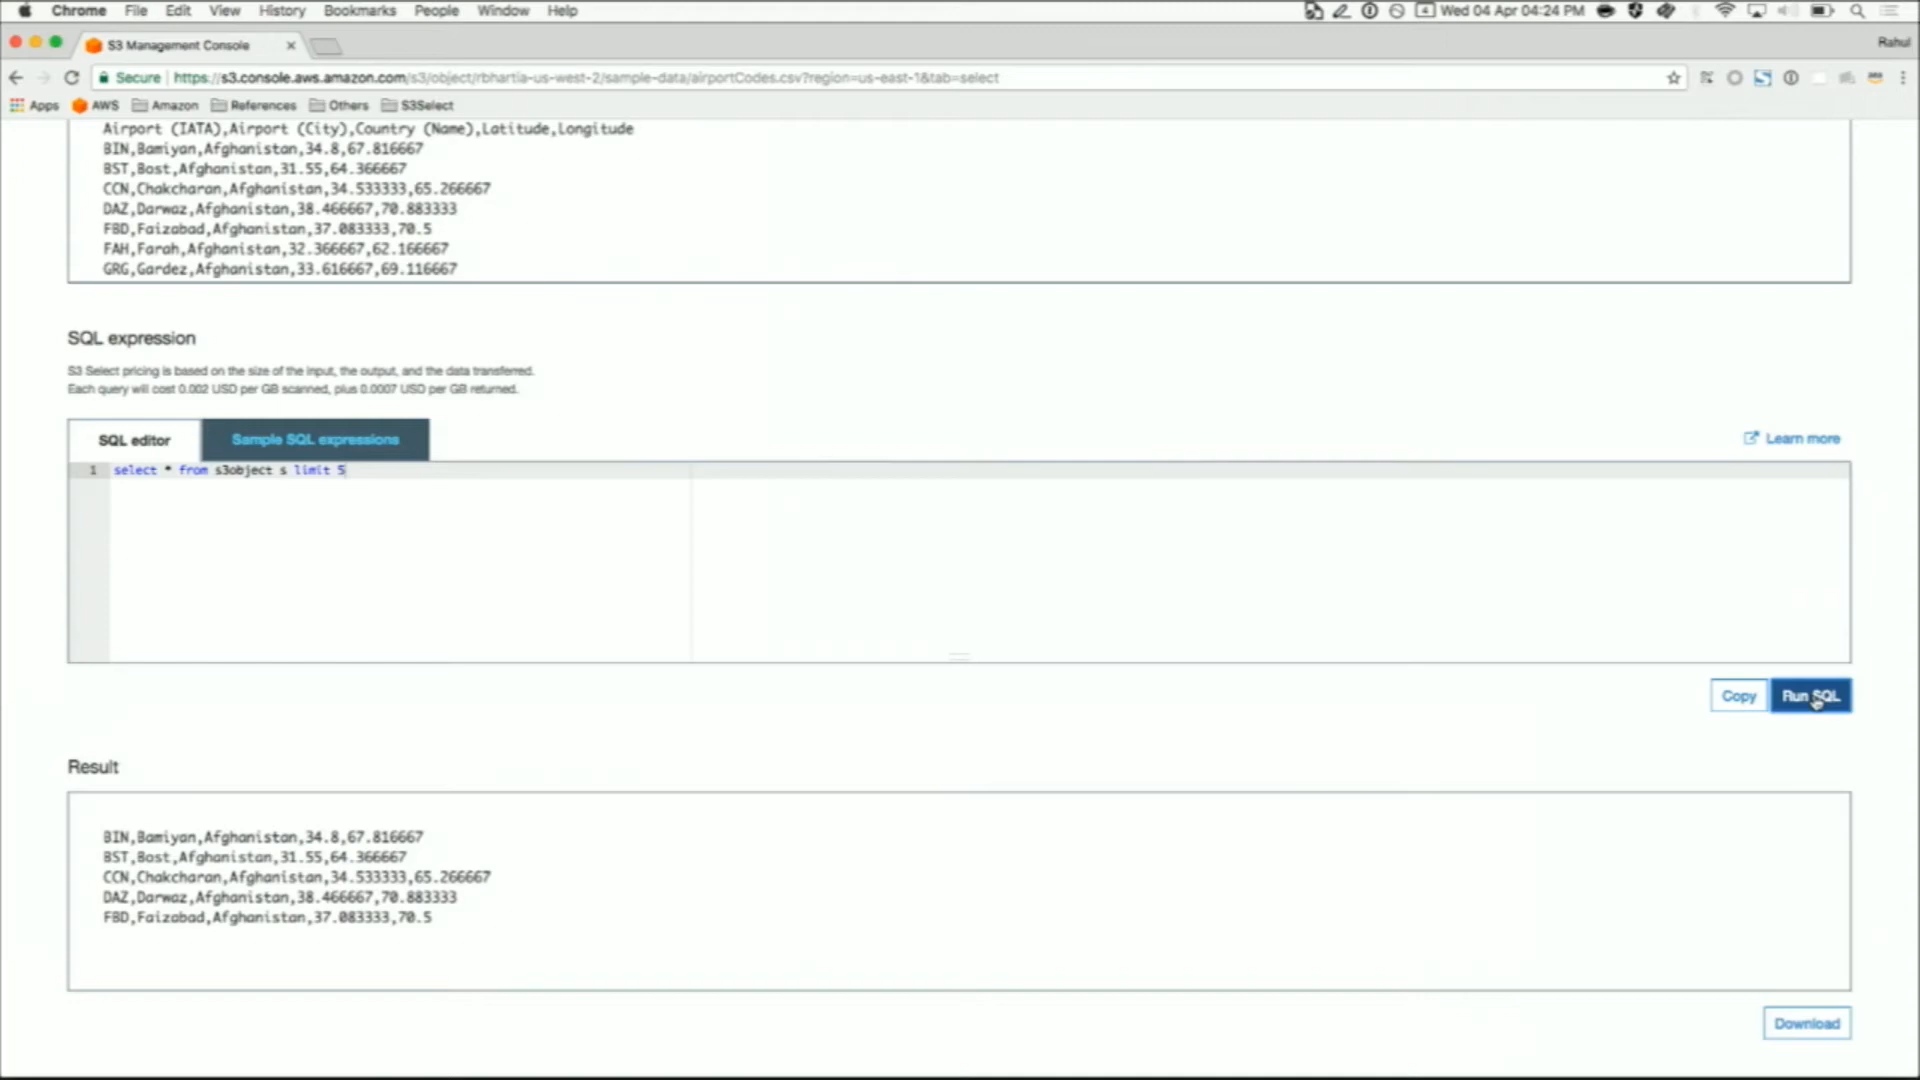 Chrome File Edit View History Bookmarks People Window Help 4 Wed 04 Apr 04:24 PM
S3 Management Console Rahul
Secure https://s3.console.aws.amazon.com/s3/object/rbhartia-us-west-2/sample-data/airportCodes.csv?region=us-east-1&tab=select
Apps AWS Amazon References Others S3Select
Airport (IATA),Airport (City),Country (Name),Latitude,Longitude
BIN,Bamiyan,Afghanistan,34.8,67.816667
BST,Bost,Afghanistan,31.55,64.366667
CCN,Chakcharan,Afghanistan,34.533333,65.266667
DAZ,Darwaz,Afghanistan,38.466667,70.883333
FBD,Faizabad,Afghanistan,37.083333,70.5
FAH,Farah,Afghanistan,32.366667,62.166667
GRG,Gardez,Afghanistan,33.616667,69.116667
SQL expression
S3 Select pricing is based on the size of the input, the output, and the data transferred.
Each query will cost 0.002 USD per GB scanned, plus 0.0007 USD per GB returned.
SQL editor Sample SQL expressions Learn more
1 select * from s3object s limit 5
Copy Run SQL
Result
BIN,Bamiyan,Afghanistan,34.8,67.816667
BST,Bost,Afghanistan,31.55,64.366667
CCN,Chakcharan,Afghanistan,34.533333,65.266667
DAZ,Darwaz,Afghanistan,38.466667,70.883333
FBD,Faizabad,Afghanistan,37.083333,70.5
Download